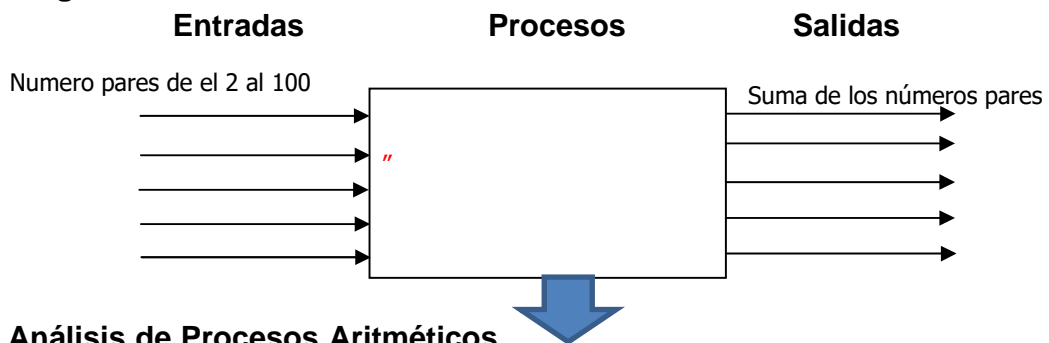 Entradas Procesos Salidas
Numero pares de el 2 al 100
Suma de los números pares
"
Análisis de Procesos Aritméticos